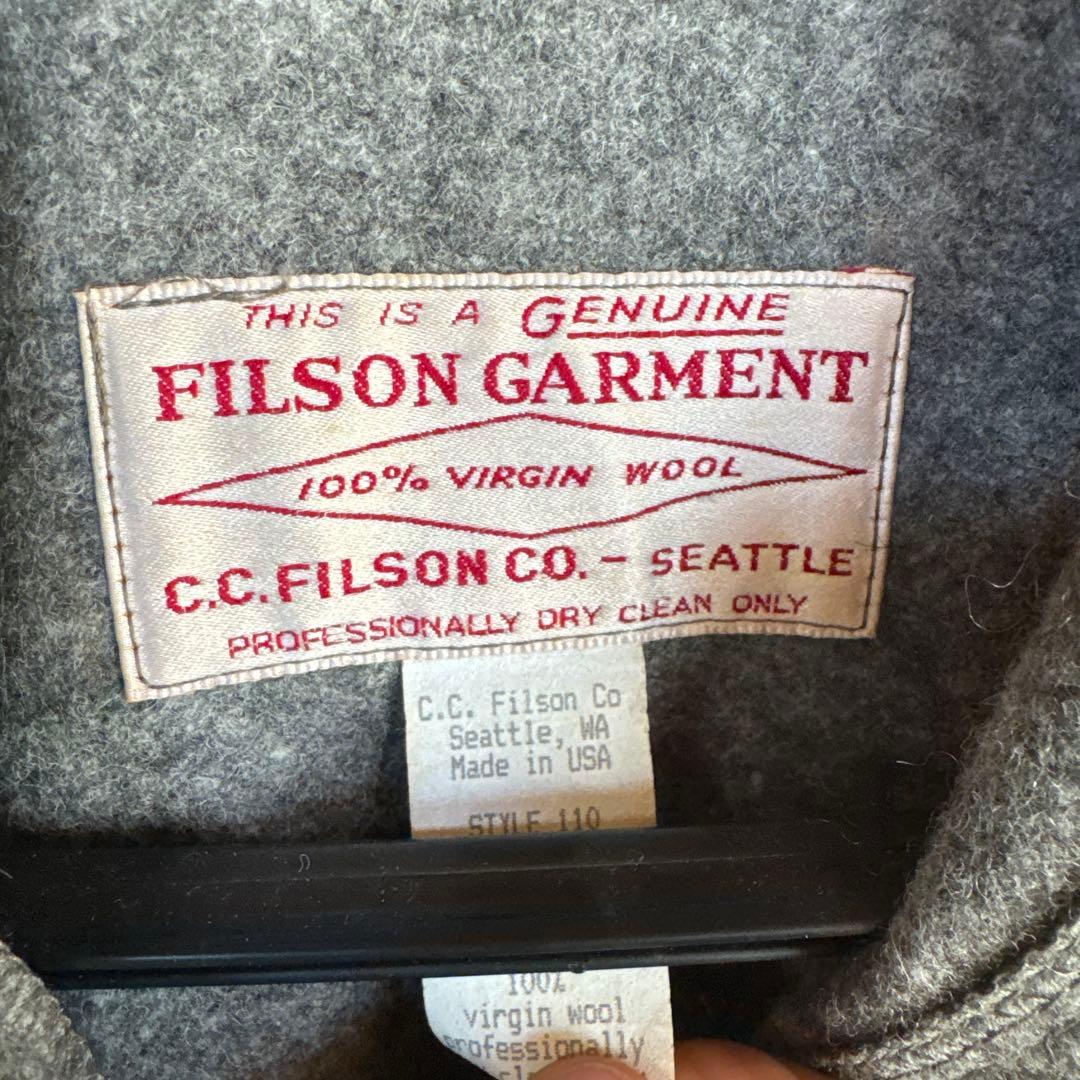 THIS IS A GENUINE
FILSON GARMENT
100% VIRGIN WOOL
C.C. FILSON CO. - SEATTLE
PROFESSIONALLY DRY CLEAN ONLY
C.C. Filson Co
Seattle, WA
Made in USA
STYLE 110
100%
virgin wool
professionally